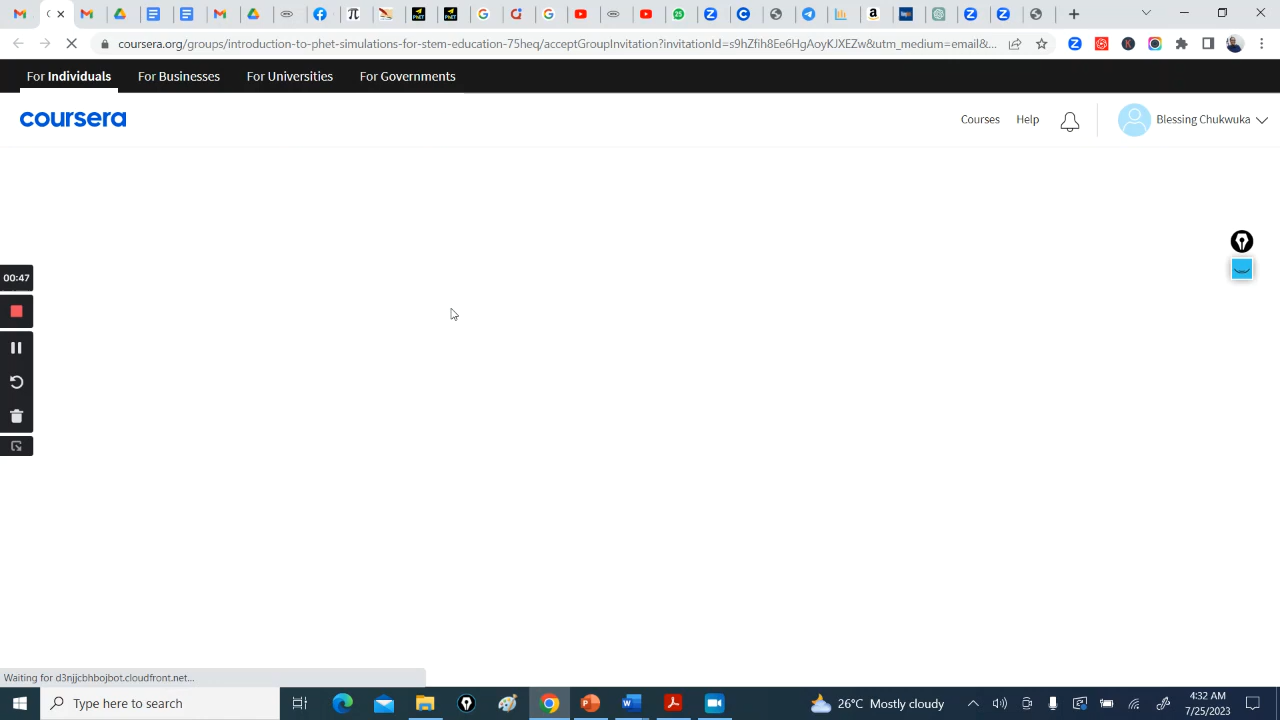 coursera.org/groups/introduction-to-phet-simulations-for-stem-education-75heq/acceptGroupInvitation?invitationId=s9hZfIh8Ee6HgAoyKJXEZw&utm_medium=email&...
For Individuals
For Businesses
For Universities
For Governments
coursera
Courses
Help
Blessing Chukwuka
00:47
Waiting for d3njjcbhbojbot.cloudfront.net...
Type here to search
26°C Mostly cloudy
4:32 AM
7/25/2023